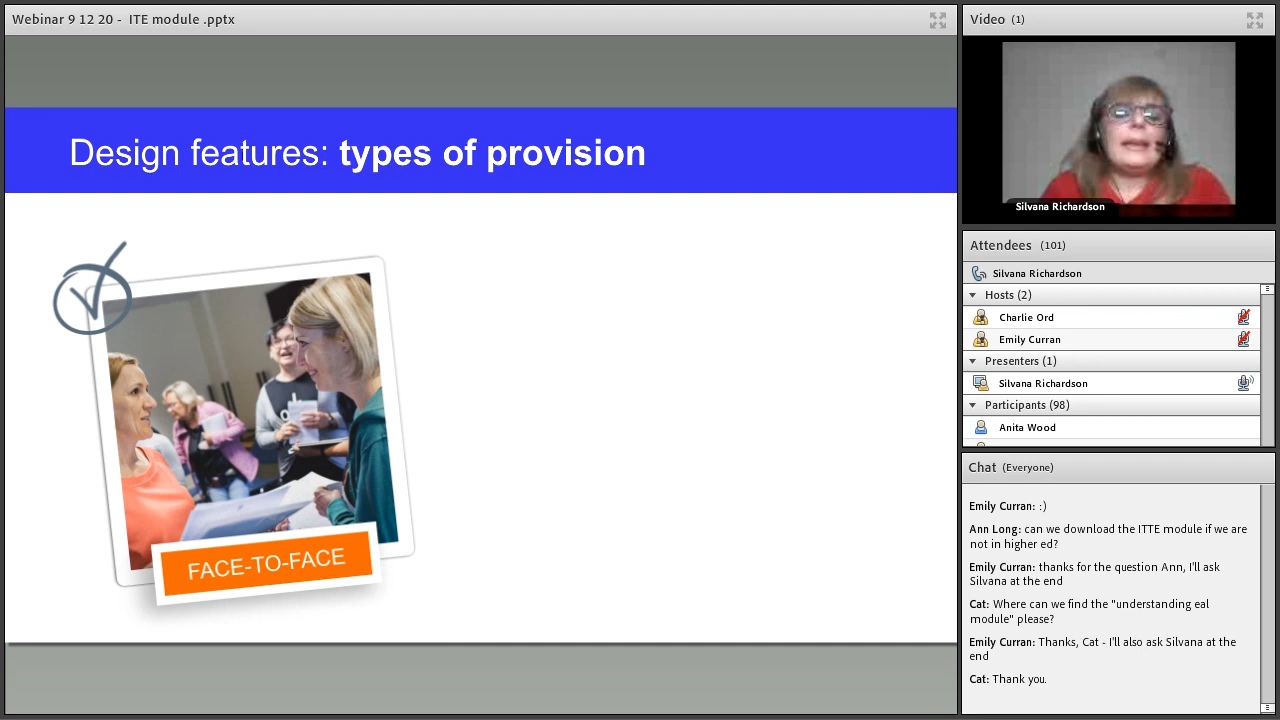 Webinar 9 12 20 - ITE module .pptx
Design features: types of provision
FACE-TO-FACE
Video (1)
Silvana Richardson
Attendees (101)
Silvana Richardson
Hosts (2)
Charlie Ord
Emily Curran
Presenters (1)
Silvana Richardson
Participants (98)
Anita Wood
Chat (Everyone)
Emily Curran: :)
Ann Long: can we download the ITTE module if we are
not in higher ed?
Emily Curran: thanks for the question Ann, I'll ask
Silvana at the end
Cat: Where can we find the "understanding eal
module" please?
Emily Curran: Thanks, Cat - I'll also ask Silvana at the
end
Cat: Thank you.